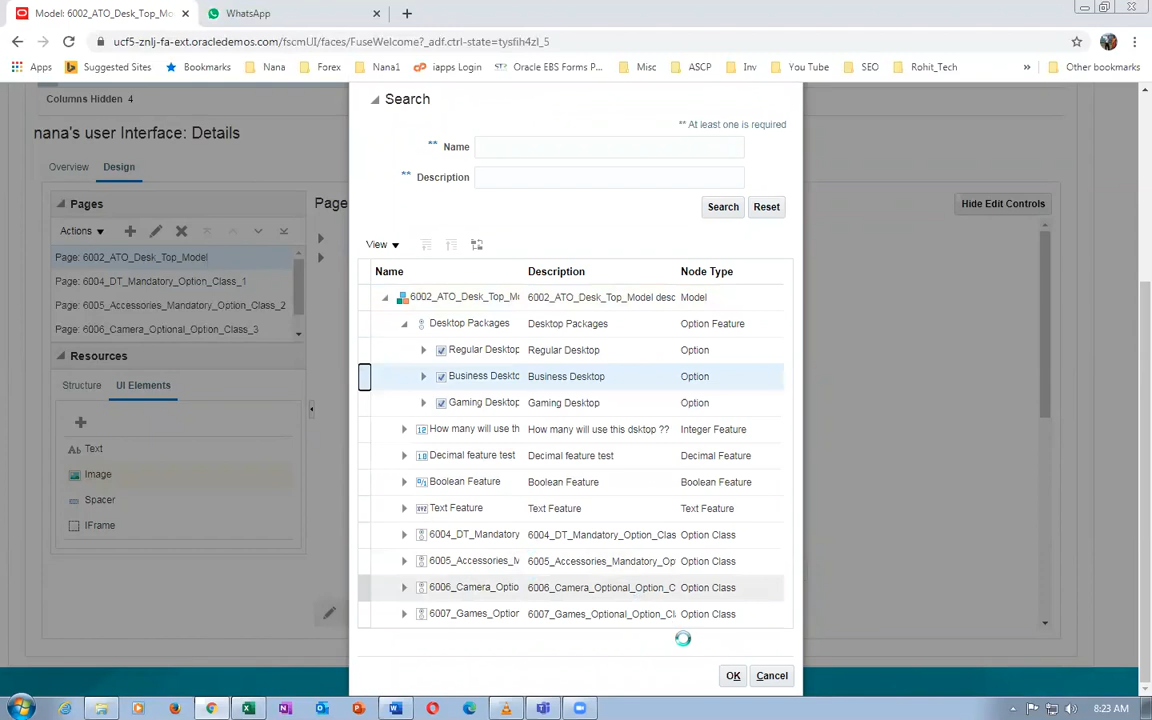 Model: 6002_ATO_Desk_Top_Mo
WhatsApp
ucf5-znlj-fa-ext.oracledemos.com/fscmUI/faces/FuseWelcome?_adf.ctrl-state=tysfih4zl_5
Apps Suggested Sites Bookmarks Nana Forex Nana1 iapps Login Oracle EBS Forms P... Misc ASCP Inv You Tube SEO Rohit_Tech » Other bookmarks
Columns Hidden 4
nana's user Interface: Details
Overview Design
Pages
Actions
Page: 6002_ATO_Desk_Top_Model
Page: 6004_DT_Mandatory_Option_Class_1
Page: 6005_Accessories_Mandatory_Option_Class_2
Page: 6006_Camera_Optional_Option_Class_3
Resources
Structure UI Elements
Text
Image
Spacer
IFrame
Page
Hide Edit Controls
Search
** At least one is required
** Name
** Description
Search Reset
View
Name Description Node Type
6002_ATO_Desk_Top_Mo 6002_ATO_Desk_Top_Model desc Model
Desktop Packages Desktop Packages Option Feature
Regular Desktop Regular Desktop Option
Business Deskto Business Desktop Option
Gaming Desktop Gaming Desktop Option
How many will use th How many will use this dsktop ?? Integer Feature
Decimal feature test Decimal feature test Decimal Feature
Boolean Feature Boolean Feature Boolean Feature
Text Feature Text Feature Text Feature
6004_DT_Mandatory 6004_DT_Mandatory_Option_Class Option Class
6005_Accessories_M 6005_Accessories_Mandatory_Op Option Class
6006_Camera_Optio 6006_Camera_Optional_Option_C Option Class
6007_Games_Option 6007_Games_Optional_Option_Cl Option Class
OK Cancel
8:23 AM